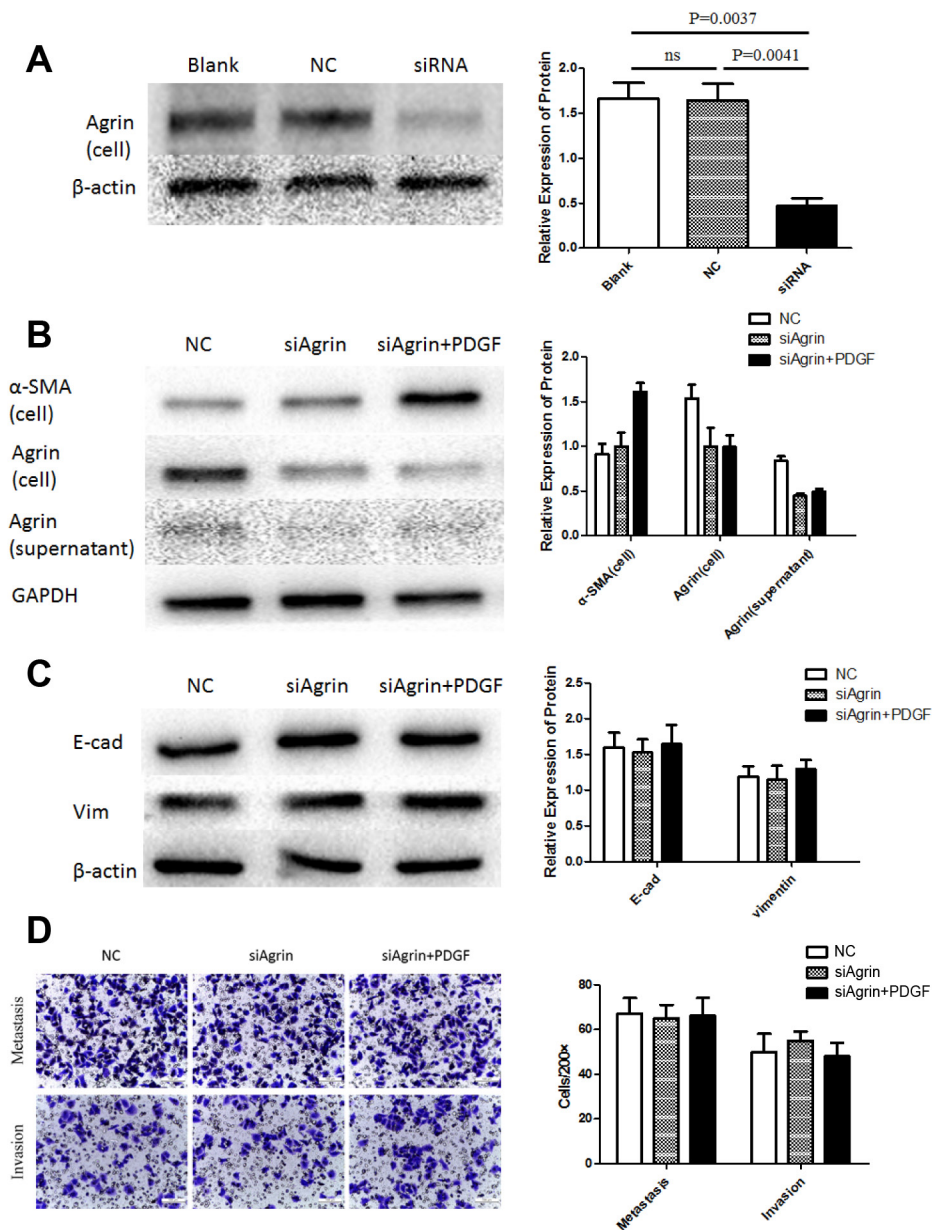 A
Blank NC siRNA
Agrin
(cell)
β-actin
P=0.0037
ns P=0.0041
Relative Expression of Protein
2.0
1.5
1.0
0.5
0.0
Blank
NC
siRNA
B
NC siAgrin siAgrin+PDGF
α-SMA
(cell)
Agrin
(cell)
Agrin
(supernatant)
GAPDH
NC
siAgrin
siAgrin+PDGF
Relative Expression of Protein
2.0
1.5
1.0
0.5
0.0
α-SMA(cell)
Agrin(cell)
Agrin(supernatant)
C
NC siAgrin siAgrin+PDGF
E-cad
Vim
β-actin
NC
siAgrin
siAgrin+PDGF
Relative Expression of Protein
2.5
2.0
1.5
1.0
0.5
0.0
E-cad
vimentin
D
NC siAgrin siAgrin+PDGF
Metastasis
Invasion
NC
siAgrin
siAgrin+PDGF
Cells/200×
80
60
40
20
0
Metastasis
Invasion